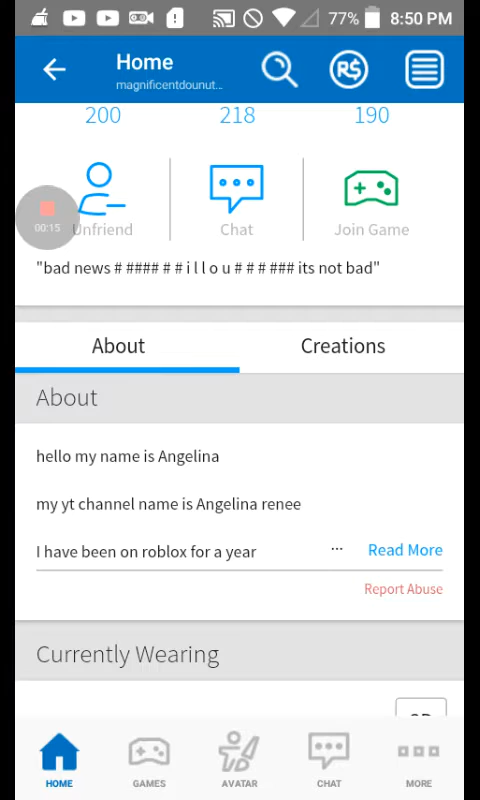 77% 8:50 PM
Home
magnificentdounut...
R$
200 218 190
00:15
Unfriend Chat Join Game
"bad news # #### # # i l l o u # # # ### its not bad"
About Creations
About
hello my name is Angelina
my yt channel name is Angelina renee
I have been on roblox for a year ... Read More
Report Abuse
Currently Wearing
HOME GAMES AVATAR CHAT MORE